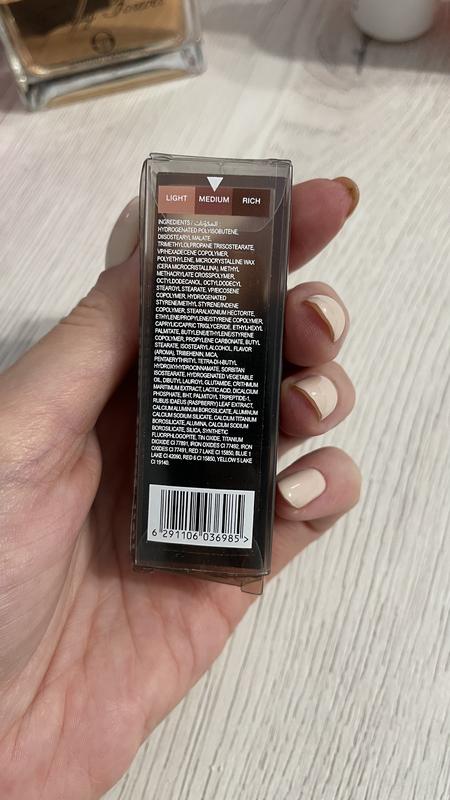 Forever
LIGHT MEDIUM RICH
INGREDIENTS / المكونات:
HYDROGENATED POLYISOBUTENE,
DIISOSTEARYL MALATE,
TRIMETHYLOLPROPANE TRIISOSTEARATE,
VP/HEXADECENE COPOLYMER,
POLYETHYLENE, MICROCRYSTALLINE WAX
(CERA MICROCRISTALLINA), METHYL
METHACRYLATE CROSSPOLYMER,
OCTYLDODECANOL, OCTYLDODECYL
STEAROYL STEARATE, VP/EICOSENE
COPOLYMER, HYDROGENATED
STYRENE/METHYL STYRENE/INDENE
COPOLYMER, STEARALKONIUM HECTORITE,
ETHYLENE/PROPYLENE/STYRENE COPOLYMER,
CAPRYLIC/CAPRIC TRIGLYCERIDE, ETHYLHEXYL
PALMITATE, BUTYLENE/ETHYLENE/STYRENE
COPOLYMER, PROPYLENE CARBONATE, BUTYL
STEARATE, ISOSTEARYL ALCOHOL, FLAVOR
(AROMA), TRIBEHENIN, MICA,
PENTAERYTHRITYL TETRA-DI-t-BUTYL
HYDROXYHYDROCINNAMATE, SORBITAN
ISOSTEARATE, HYDROGENATED VEGETABLE
OIL, DIBUTYL LAUROYL GLUTAMIDE, CRITHMUM
MARITIMUM EXTRACT, LACTIC ACID, DICALCIUM
PHOSPHATE, BHT, PALMITOYL TRIPEPTIDE-1,
RUBUS IDAEUS (RASPBERRY) LEAF EXTRACT,
CALCIUM ALUMINUM BOROSILICATE, ALUMINUM
CALCIUM SODIUM SILICATE, CALCIUM TITANIUM
BOROSILICATE, ALUMINA, CALCIUM SODIUM
BOROSILICATE, SILICA, SYNTHETIC
FLUORPHLOGOPITE, TIN OXIDE, TITANIUM
DIOXIDE CI 77891, IRON OXIDES CI 77492, IRON
OXIDES CI 77491, RED 7 LAKE CI 15850, BLUE 1
LAKE CI 42090, RED 6 CI 15850, YELLOW 5 LAKE
CI 19140.
6 291106 036985 >